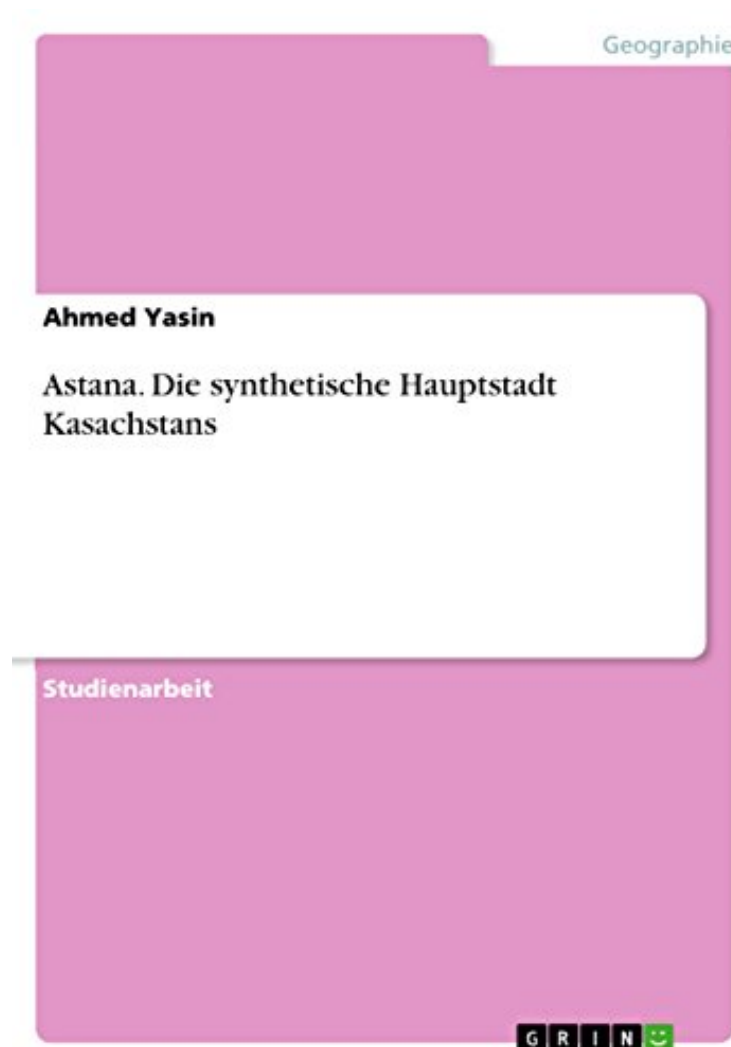 Geographie
Ahmed Yasin
Astana. Die synthetische Hauptstadt
Kasachstans
Studienarbeit
GRIN